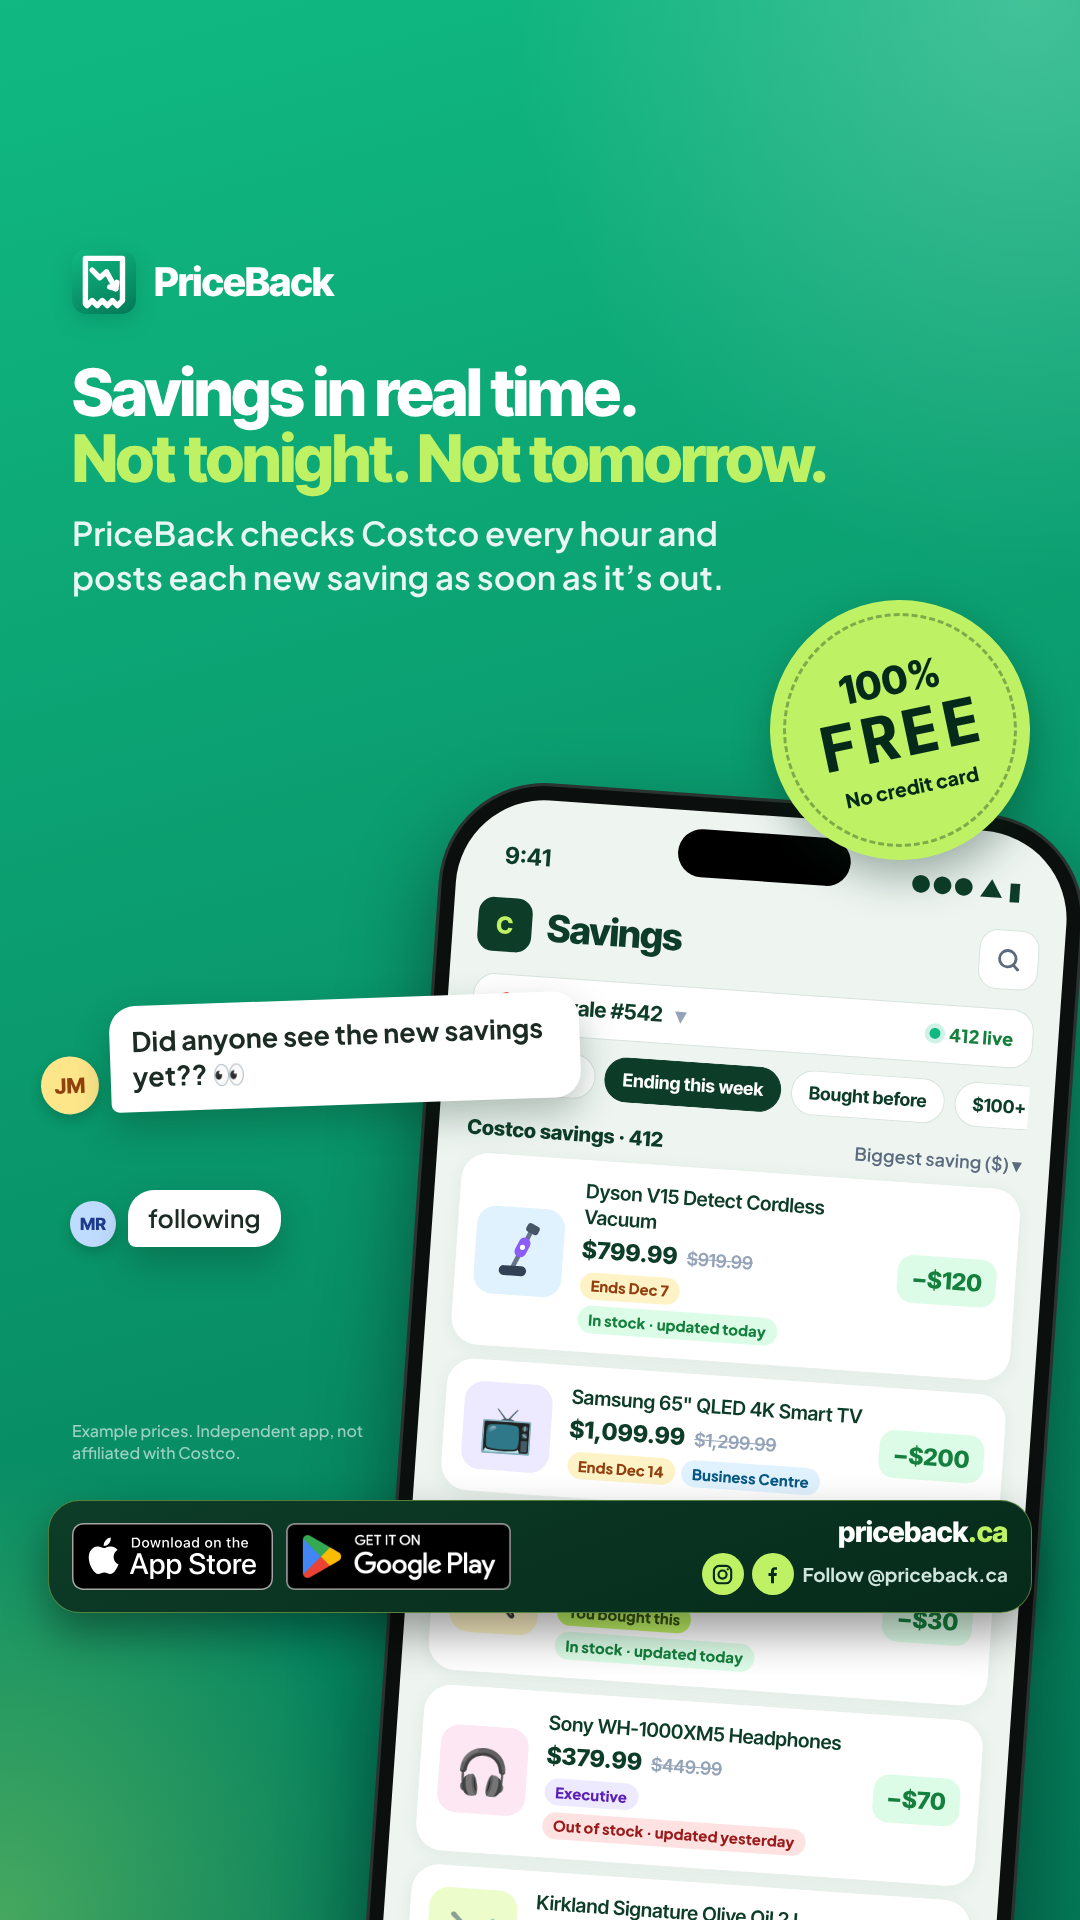 PriceBack
Savings in real time.
Not tonight. Not tomorrow.
PriceBack checks Costco every hour and
posts each new saving as soon as it's out.
100%
FREE
No credit card
9:41
C
Savings
#542 ▼
412 live
Did anyone see the new savings
yet?? 👀
JM
Ending this week
Bought before
$100+
Costco savings · 412
Biggest saving ($) ▾
MR
following
Dyson V15 Detect Cordless
Vacuum
$799.99 $919.99
−$120
Ends Dec 7
In stock · updated today
Samsung 65" QLED 4K Smart TV
$1,099.99 $1,299.99
−$200
Ends Dec 14
Business Centre
Example prices. Independent app, not
affiliated with Costco.
Download on the
App Store
GET IT ON
Google Play
priceback.ca
Follow @priceback.ca
You bought this
−$30
In stock · updated today
Sony WH-1000XM5 Headphones
$379.99 $449.99
−$70
Executive
Out of stock · updated yesterday
Kirkland Signature Olive Oil 2 L